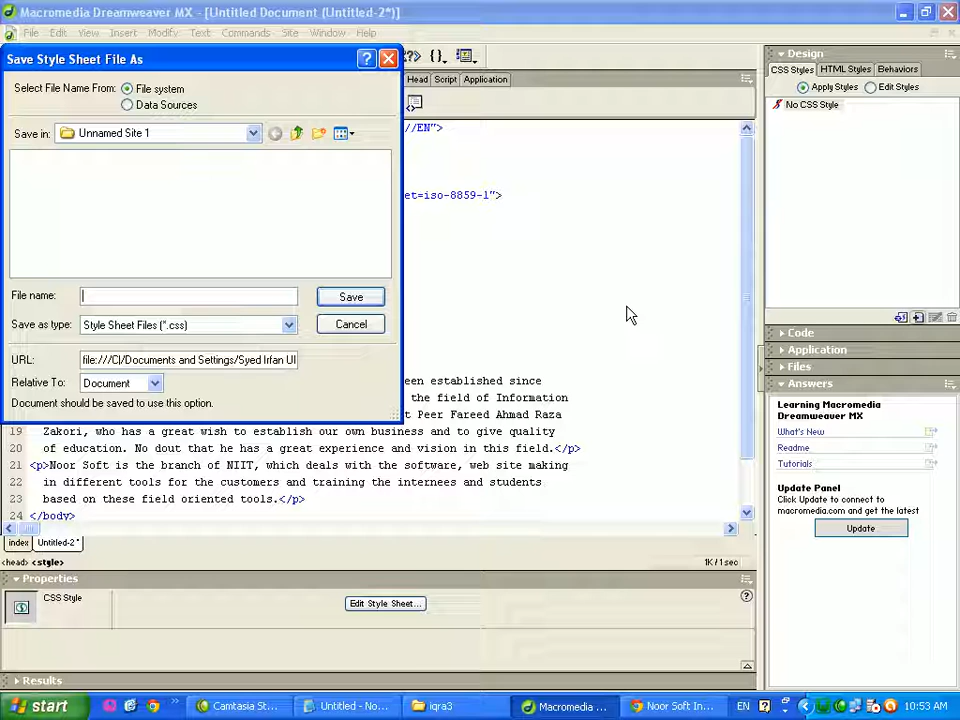 Macromedia Dreamweaver MX - [Untitled Document (Untitled-2*)]
File Edit View Insert Modify Text Commands Site Window Help
Save Style Sheet File As
Select File Name From: File system
Data Sources
Save in: Unnamed Site 1
File name: Save
Save as type: Style Sheet Files (*.css) Cancel
URL: file:///C|/Documents and Settings/Syed Irfan Ul
Relative To: Document
Document should be saved to use this option.
Head Script Application
//EN">
et=iso-8859-1">
een established since
the field of Information
t Peer Fareed Ahmad Raza
19 Zakori, who has a great wish to establish our own business and to give quality
20 of education. No dout that he has a great experience and vision in this field.</p>
21 <p>Noor Soft is the branch of NIIT, which deals with the software, web site making
22 in different tools for the customers and training the internees and students
23 based on these field oriented tools.</p>
24 </body>
index Untitled-2*
<head> <style> 1K / 1 sec
Properties
CSS Style Edit Style Sheet...
Results
Design
CSS Styles HTML Styles Behaviors
Apply Styles Edit Styles
No CSS Style
Code
Application
Files
Answers
Learning Macromedia
Dreamweaver MX
What's New
Readme
Tutorials
Update Panel
Click Update to connect to
macromedia.com and get the latest
Update
start Camtasia St... Untitled - No... iqra3 Macromedia ... Noor Soft In... EN 10:53 AM